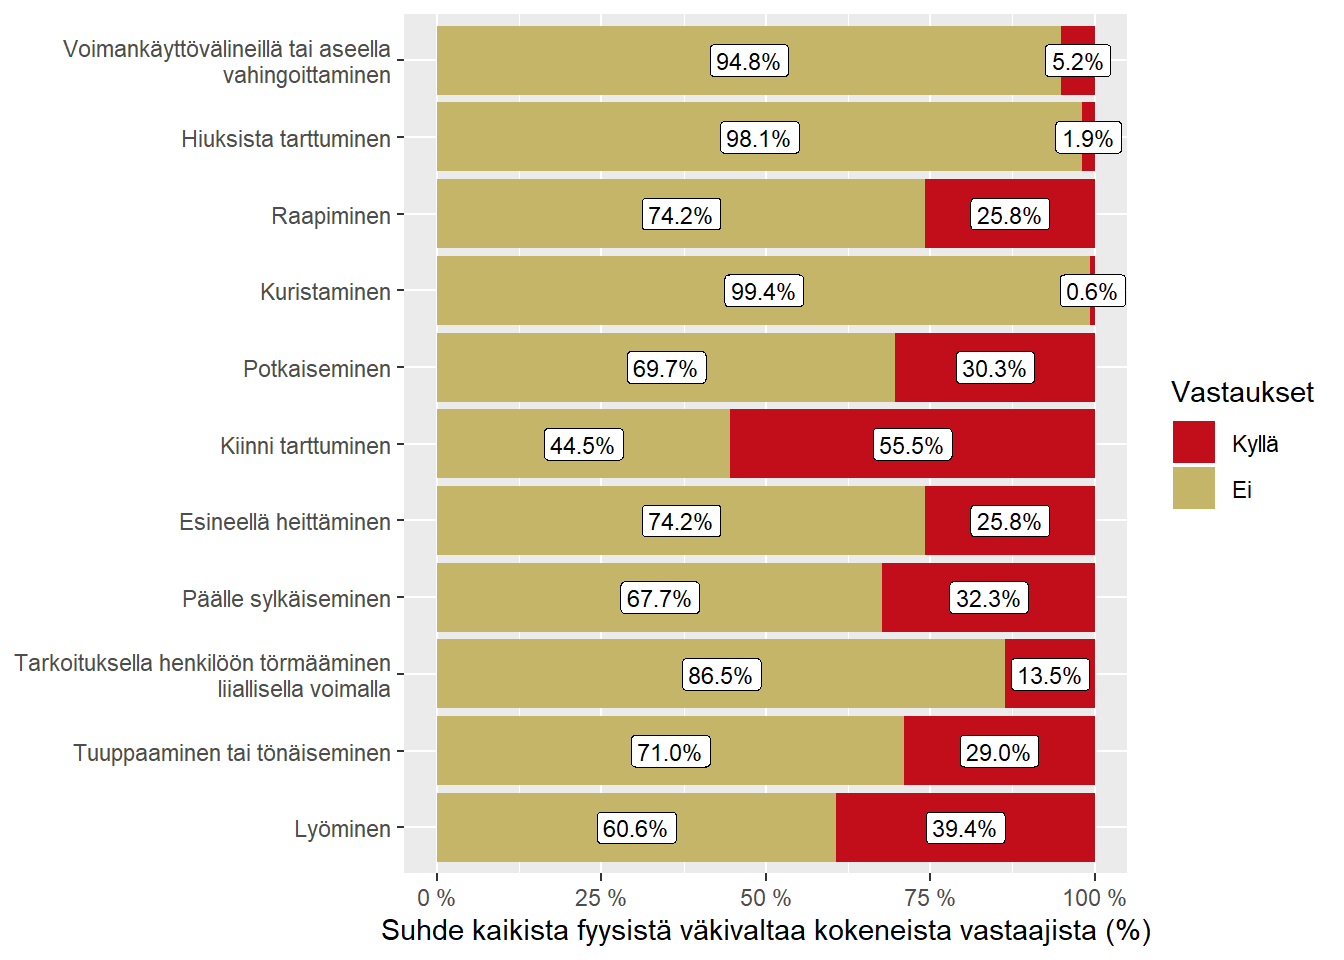 Voimankäyttövälineillä tai aseella
vahingoittaminen
94.8%
5.2%
Hiuksista tarttuminen
98.1%
1.9%
Raapiminen
74.2%
25.8%
Kuristaminen
99.4%
0.6%
Potkaiseminen
69.7%
30.3%
Kiinni tarttuminen
44.5%
55.5%
Esineellä heittäminen
74.2%
25.8%
Päälle sylkäiseminen
67.7%
32.3%
Tarkoituksella henkilöön törmääminen
liiallisella voimalla
86.5%
13.5%
Tuuppaaminen tai tönäiseminen
71.0%
29.0%
Lyöminen
60.6%
39.4%
0 %
25 %
50 %
75 %
100 %
Suhde kaikista fyysistä väkivaltaa kokeneista vastaajista (%)
Vastaukset
Kyllä
Ei